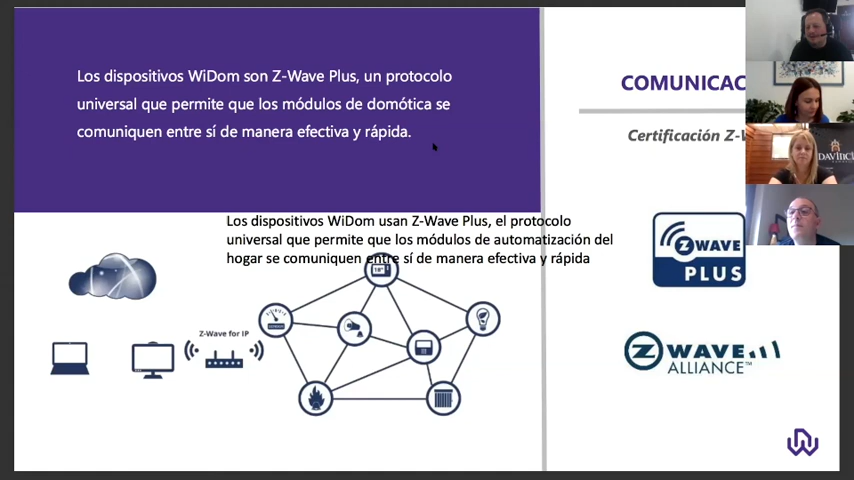 Los dispositivos WiDom son Z-Wave Plus, un protocolo
universal que permite que los módulos de domótica se
comuniquen entre sí de manera efectiva y rápida.
COMUNICAC
Certificación Z-W
Los dispositivos WiDom usan Z-Wave Plus, el protocolo
universal que permite que los módulos de automatización del
hogar se comuniquen entre sí de manera efectiva y rápida
Z-Wave for IP
18°
Z WAVE
PLUS
Z WAVE
ALLIANCE™
DAVINCI